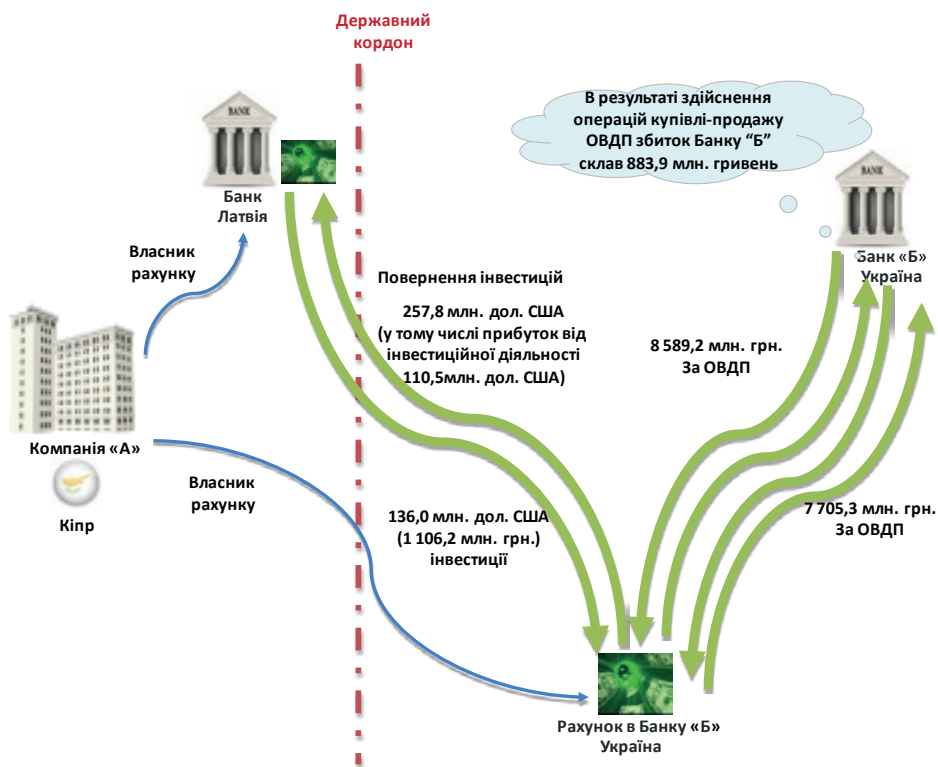 Державний
кордон
В результаті здійснення
операцій купівлі-продажу
ОВДП збиток Банку “Б”
склав 883,9 млн. гривень
BANK
Банк
Латвія
BANK
Банк «Б»
Україна
Власник
рахунку
Повернення інвестицій
257,8 млн. дол. США
(у тому числі прибуток від
інвестиційної діяльності
110,5млн. дол. США)
8 589,2 млн. грн.
За ОВДП
Компанія «А»
Кіпр
Власник
рахунку
136,0 млн. дол. США
(1 106,2 млн. грн.)
інвестиції
7 705,3 млн. грн.
За ОВДП
Рахунок в Банку «Б»
Україна